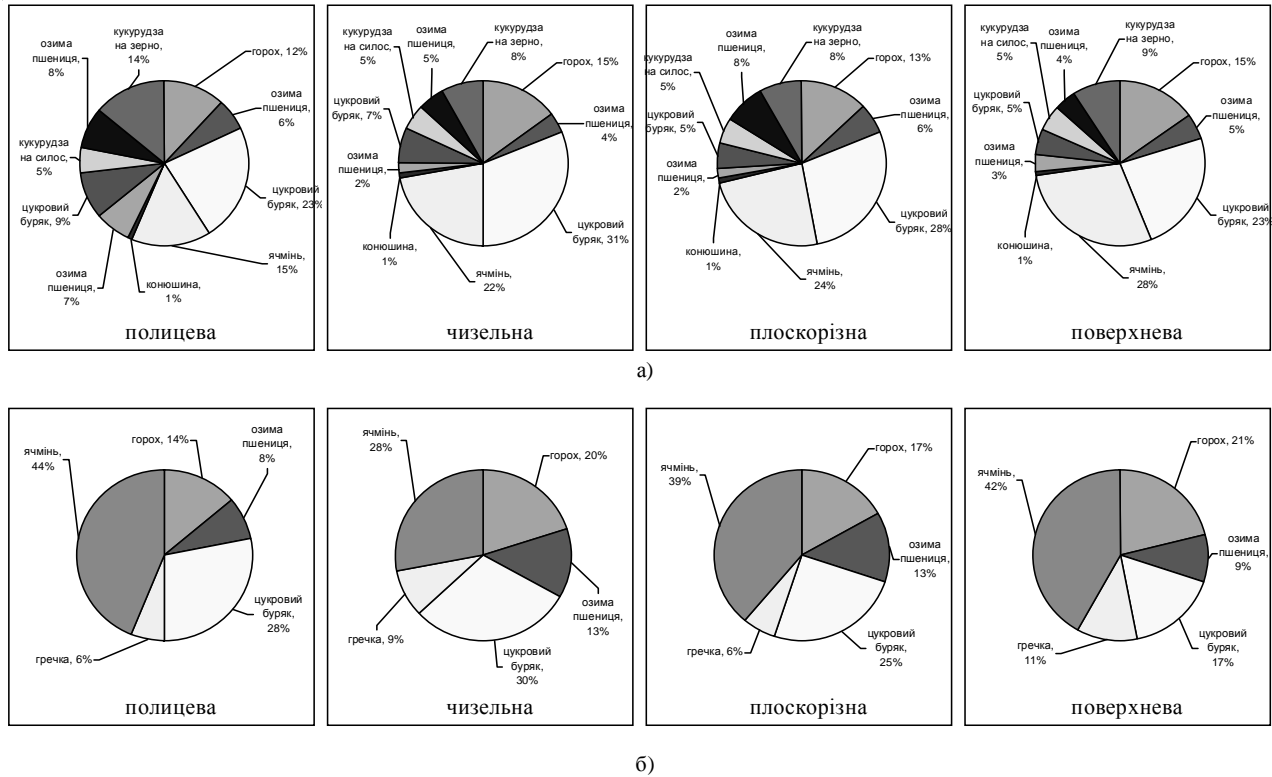 кукурудза
на зерно,
14%
горох, 12%
озима
пшениця,
6%
цукровий
буряк, 23%
ячмінь,
15%
конюшина,
1%
озима
пшениця,
7%
цукровий
буряк, 9%
кукурудза
на силос,
5%
озима
пшениця,
8%
полицева
кукурудза
на зерно,
8%
горох, 15%
озима
пшениця,
4%
цукровий
буряк, 31%
ячмінь,
22%
конюшина,
1%
озима
пшениця,
2%
цукровий
буряк, 7%
кукурудза
на силос,
5%
озима
пшениця,
5%
чизельна
кукурудза
на зерно,
8%
горох, 13%
озима
пшениця,
6%
цукровий
буряк, 28%
ячмінь,
24%
конюшина,
1%
озима
пшениця,
2%
цукровий
буряк, 5%
кукурудза
на силос,
5%
озима
пшениця,
8%
плоскорізна
кукурудза
на зерно,
9%
горох, 15%
озима
пшениця,
5%
цукровий
буряк, 23%
ячмінь,
28%
конюшина,
1%
озима
пшениця,
3%
цукровий
буряк, 5%
кукурудза
на силос,
5%
озима
пшениця,
4%
поверхнева
а)
горох, 14%
озима
пшениця,
8%
цукровий
буряк,
28%
гречка, 6%
ячмінь,
44%
полицева
горох, 20%
озима
пшениця,
13%
цукровий
буряк,
30%
гречка, 9%
ячмінь,
28%
чизельна
горох, 17%
озима
пшениця,
13%
цукровий
буряк,
25%
гречка, 6%
ячмінь,
39%
плоскорізна
горох, 21%
озима
пшениця,
9%
цукровий
буряк,
17%
гречка,
11%
ячмінь,
42%
поверхнева
б)